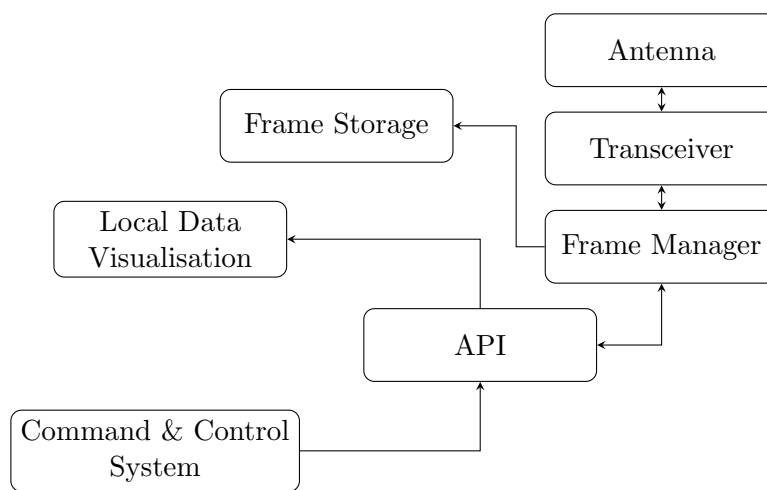 Antenna
Frame Storage
Transceiver
Local Data
Visualisation
Frame Manager
API
Command & Control
System